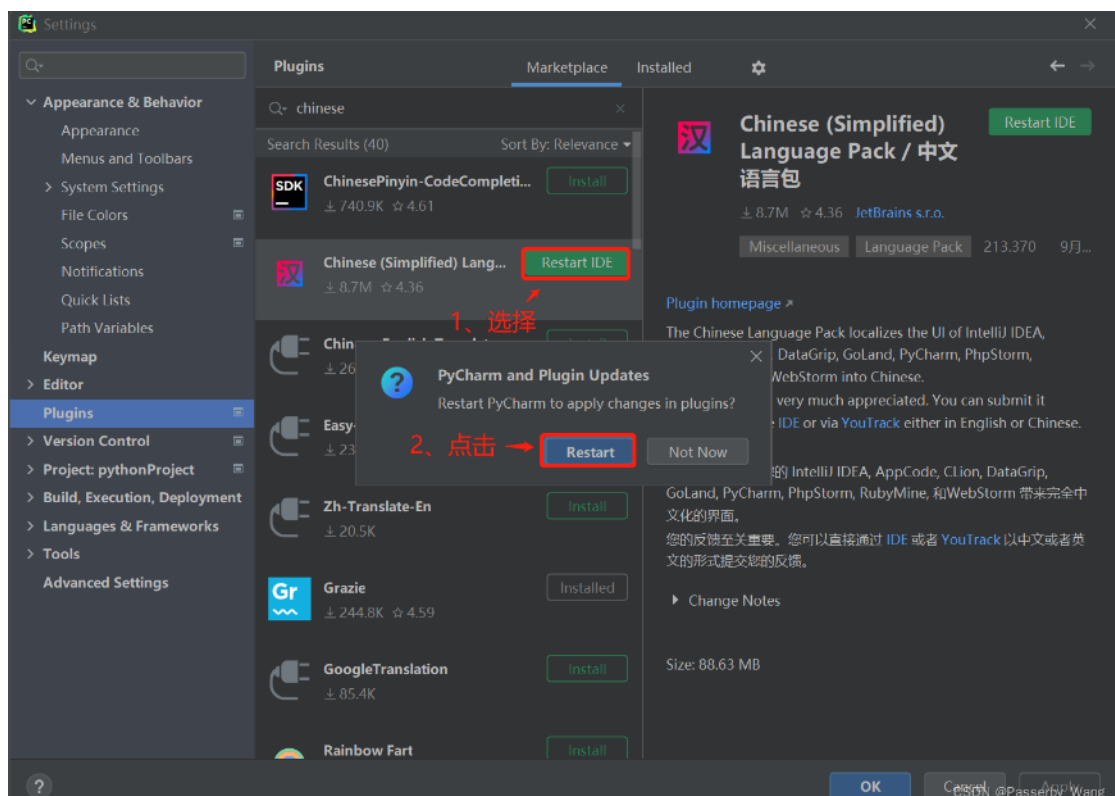 Settings
Plugins
Marketplace
Installed
Appearance & Behavior
Appearance
Menus and Toolbars
System Settings
File Colors
Scopes
Notifications
Quick Lists
Path Variables
Keymap
Editor
Plugins
Version Control
Project: pythonProject
Build, Execution, Deployment
Languages & Frameworks
Tools
Advanced Settings
chinese
Search Results (40)
Sort By: Relevance
SDK
ChinesePinyin-CodeCompleti...
Install
740.9K
4.61
汉
Chinese (Simplified) Lang...
Restart IDE
8.7M
4.36
1、选择
Easy-
Zh-Translate-En
Install
20.5K
Gr
Grazie
Installed
244.8K
4.59
GoogleTranslation
Install
85.4K
Rainbow Fart
Install
PyCharm and Plugin Updates
Restart PyCharm to apply changes in plugins?
2、点击
Restart
Not Now
汉
Chinese (Simplified)
Language Pack / 中文
语言包
Restart IDE
8.7M
4.36
JetBrains s.r.o.
Miscellaneous
Language Pack
213.370
9月...
Plugin homepage
The Chinese Language Pack localizes the UI of IntelliJ IDEA,
DataGrip, GoLand, PyCharm, PhpStorm,
WebStorm into Chinese.
very much appreciated. You can submit it
IDE or via YouTrack either in English or Chinese.
IntelliJ IDEA, AppCode, CLion, DataGrip,
GoLand, PyCharm, PhpStorm, RubyMine, 和WebStorm 带来完全中
文化的界面。
您的反馈至关重要。您可以直接通过 IDE 或者 YouTrack 以中文或者英
文的形式提交您的反馈。
Change Notes
Size: 88.63 MB
?
OK
Cancel
Apply
CSDN @Passerby_Wang